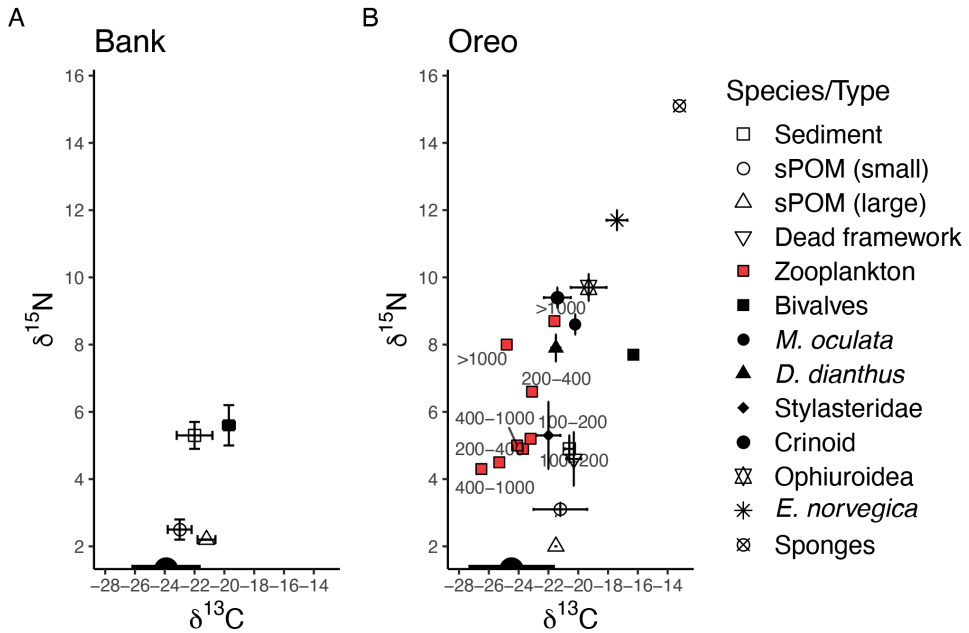 A
B
Bank
Oreo
16
14
12
10
8
6
4
2
δ15N
−28−26−24−22−20−18−16−14
δ13C
16
14
12
10
8
6
4
2
δ15N
>1000
>1000
200−400
400−1000
100−200
200−400
100−200
400−1000
−28−26−24−22−20−18−16−14
δ13C
Species/Type
Sediment
sPOM (small)
sPOM (large)
Dead framework
Zooplankton
Bivalves
M. oculata
D. dianthus
Stylasteridae
Crinoid
Ophiuroidea
E. norvegica
Sponges